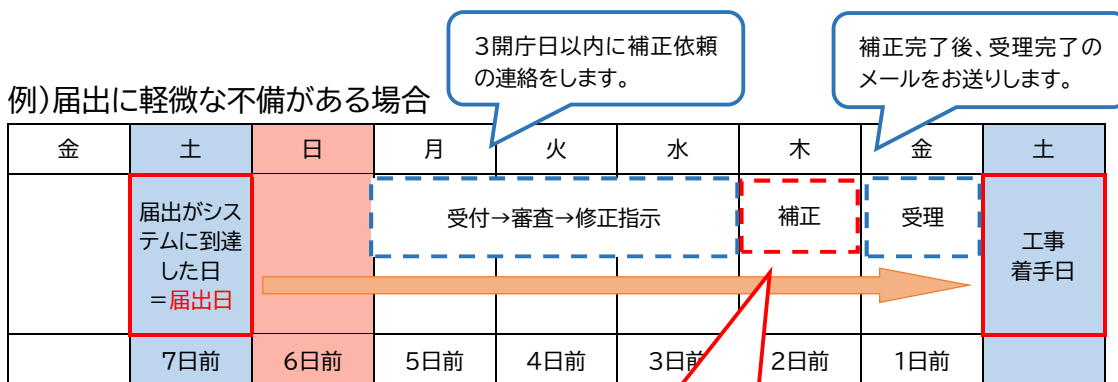 3開庁日以内に補正依頼
の連絡をします。
補正完了後、受理完了の
メールをお送りします。
例)届出に軽微な不備がある場合
金 土 日 月 火 水 木 金 土
届出がシス
テムに到達
した日
＝届出日
受付→審査→修正指示
補正
受理
工事
着手日
7日前 6日前 5日前 4日前 3日前 2日前 1日前